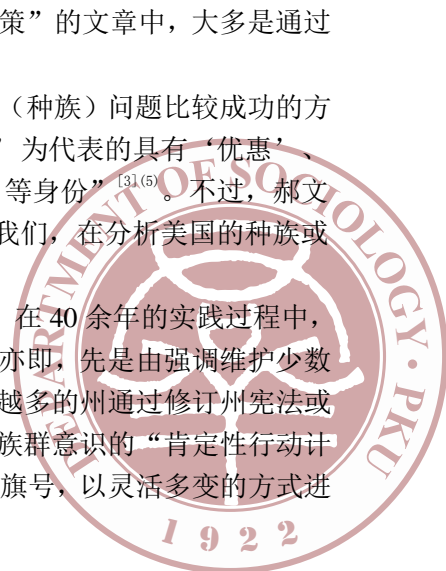 策”的文章中，大多是通过
（种族）问题比较成功的方
’为代表的具有‘优惠’、
等身份”[3](5)。不过，郝文
我们，在分析美国的种族或
在 40 余年的实践过程中，
亦即，先是由强调维护少数
越多的州通过修订州宪法或
族群意识的“肯定性行动计
旗号，以灵活多变的方式进
DEPARTMENT OF SOCIOLOGY · PKU
1922